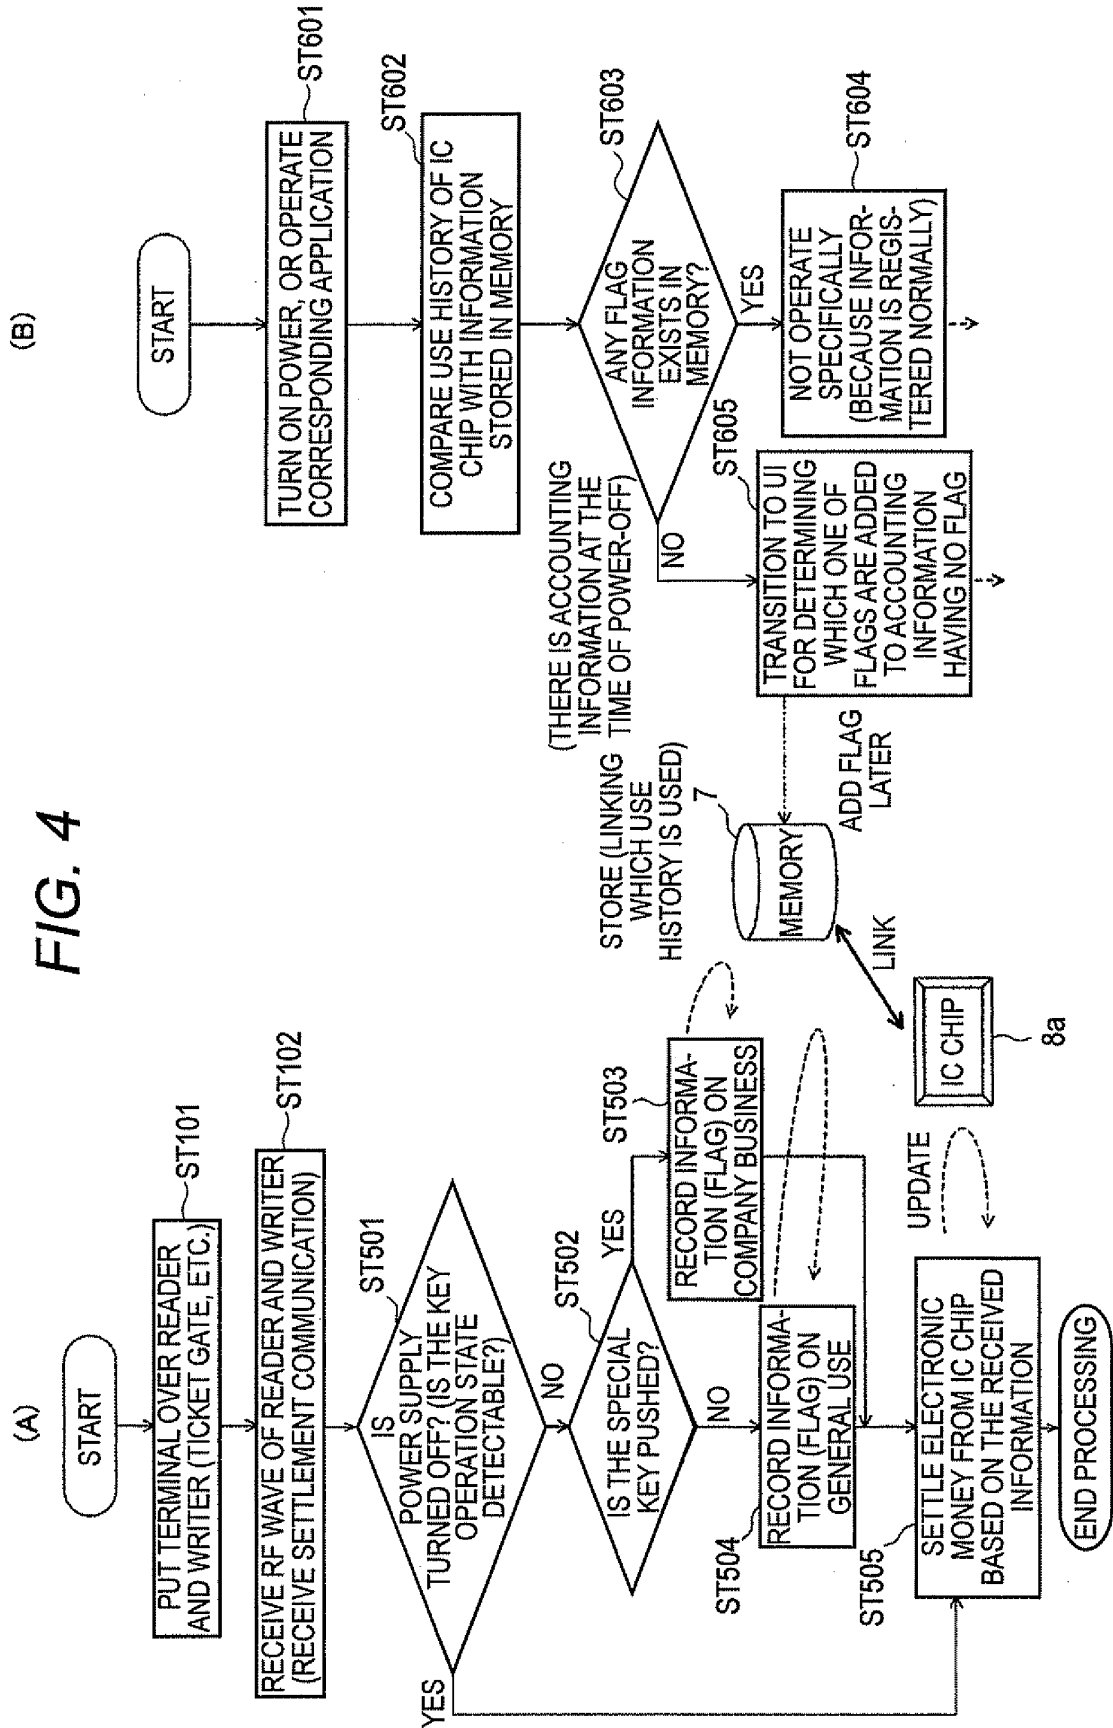 FIG. 4
(A)
START
PUT TERMINAL OVER READER
AND WRITER (TICKET GATE, ETC.)
ST101
RECEIVE RF WAVE OF READER AND WRITER
(RECEIVE SETTLEMENT COMMUNICATION)
ST102
IS
POWER SUPPLY
TURNED OFF? (IS THE KEY
OPERATION STATE
DETECTABLE?)
ST501
YES
NO
IS THE SPECIAL
KEY PUSHED?
ST502
YES
NO
RECORD INFORMA-
TION (FLAG) ON
COMPANY BUSINESS
ST503
RECORD INFORMA-
TION (FLAG) ON
GENERAL USE
ST504
SETTLE ELECTRONIC
MONEY FROM IC CHIP
BASED ON THE RECEIVED
INFORMATION
ST505
END PROCESSING
UPDATE
IC CHIP
8a
LINK
MEMORY
7
STORE (LINKING
WHICH USE
HISTORY IS USED)
ADD FLAG
LATER
(B)
START
TURN ON POWER, OR OPERATE
CORRESPONDING APPLICATION
ST601
COMPARE USE HISTORY OF IC
CHIP WITH INFORMATION
STORED IN MEMORY
ST602
ANY FLAG
INFORMATION
EXISTS IN
MEMORY?
ST603
YES
NO
(THERE IS ACCOUNTING
INFORMATION AT THE
TIME OF POWER-OFF)
NOT OPERATE
SPECIFICALLY
(BECAUSE INFOR-
MATION IS REGIS-
TERED NORMALLY)
ST604
TRANSITION TO UI
FOR DETERMINING
WHICH ONE OF
FLAGS ARE ADDED
TO ACCOUNTING
INFORMATION
HAVING NO FLAG
ST605